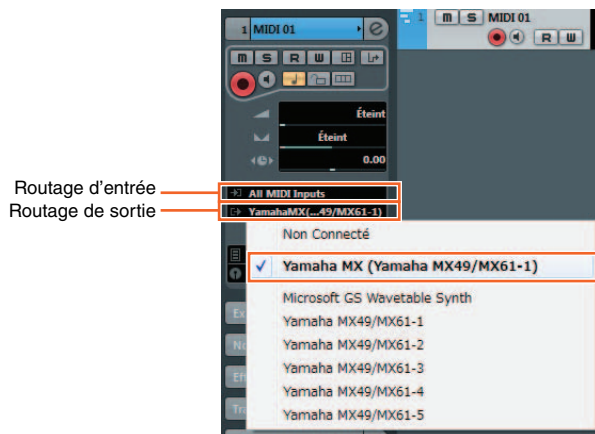 1 MIDI 01
1 M S MIDI 01
R W
M S R W
Éteint
Éteint
0.00
Routage d'entrée
All MIDI Inputs
Routage de sortie
YamahaMX(...49/MX61-1)
Non Connecté
✓ Yamaha MX (Yamaha MX49/MX61-1)
Microsoft GS Wavetable Synth
Yamaha MX49/MX61-1
Yamaha MX49/MX61-2
Yamaha MX49/MX61-3
Yamaha MX49/MX61-4
Yamaha MX49/MX61-5